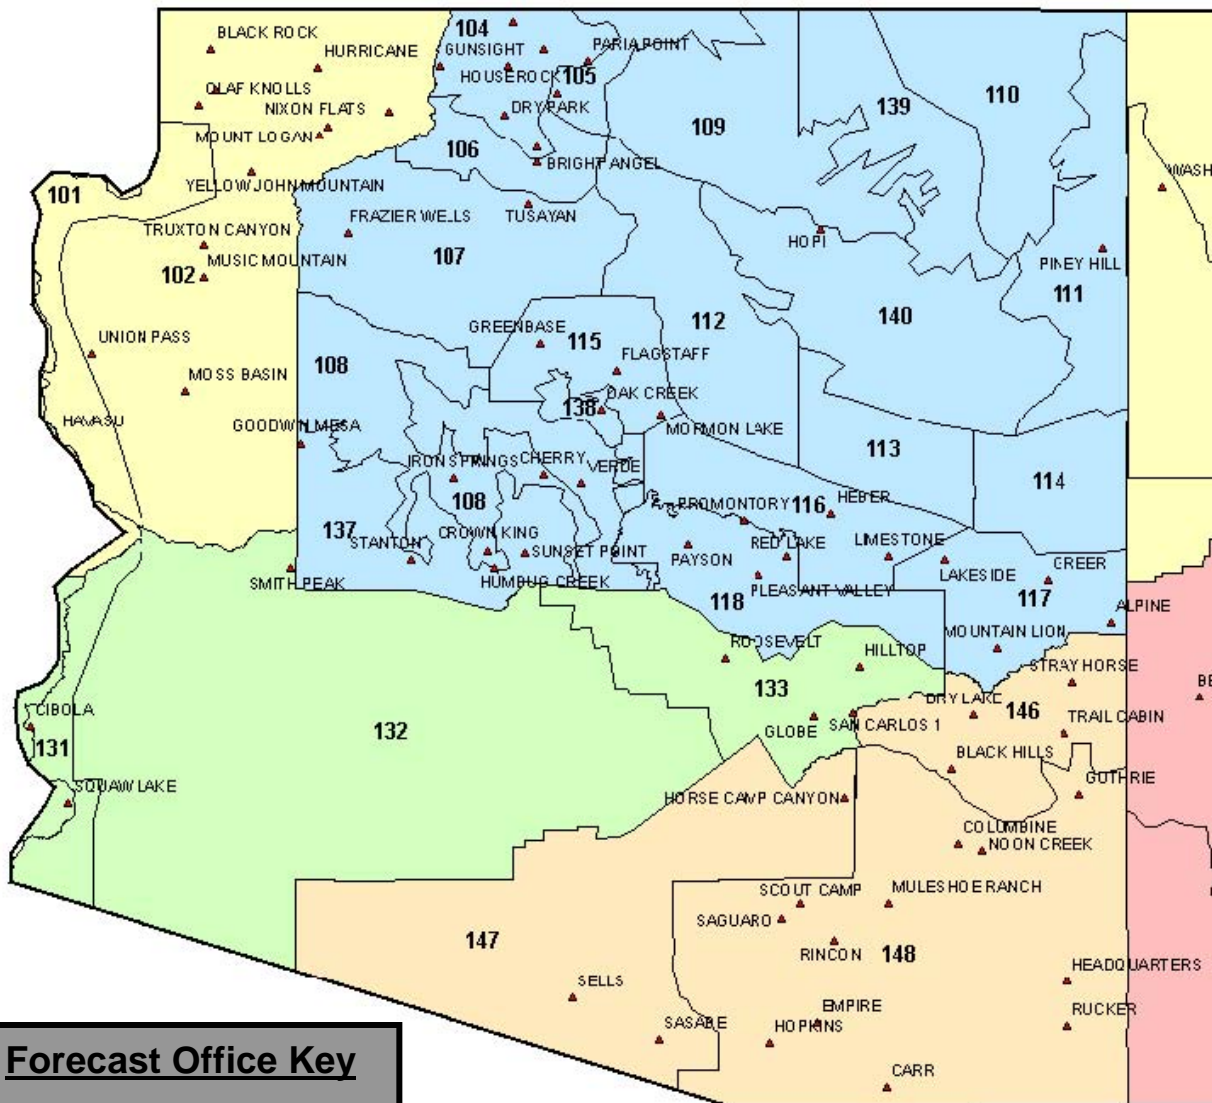 BLACK ROCK
HURRICANE
104
GUNSIGHT
PARIA POINT
HOUSEROCK
105
139
110
OLAF KNOLLS
NIXON FLATS
DRY PARK
109
MOUNT LOGAN
106
BRIGHT ANGEL
WASH
101
YELLOW JOHN MOUNTAIN
FRAZIER WELLS
TUSAYAN
TRUXTON CANYON
HOPI
107
MUSIC MOUNTAIN
102
PINEY HILL
111
112
140
GREENBASE
115
FLAGSTAFF
UNION PASS
108
MOSS BASIN
138
OAK CREEK
HAVASU
GOODWIN MESA
MORMON LAKE
113
IRON SPRINGS
CHERRY
VERDE
114
108
PROMONTORY
116
HEBER
137
STANTON
CROWN KING
SUNSET POINT
PAYSON
RED LAKE
LIMESTONE
LAKESIDE
GREER
SMITH PEAK
HUMBUG CREEK
PLEASANT VALLEY
118
117
ALPINE
ROOSEVELT
HILLTOP
MOUNTAIN LION
STRAY HORSE
133
BE
DRY LAKE
146
CIBOLA
132
GLOBE
SAN CARLOS 1
TRAIL CABIN
131
BLACK HILLS
SQUAW LAKE
HORSE CAMP CANYON
GUTHRIE
COLUMBINE
NOON CREEK
SCOUT CAMP
MULESHOE RANCH
SAGUARO
147
RINCON
148
HEADQUARTERS
SELLS
EMPIRE
RUCKER
SASABE
HOPKINS
Forecast Office Key
CARR